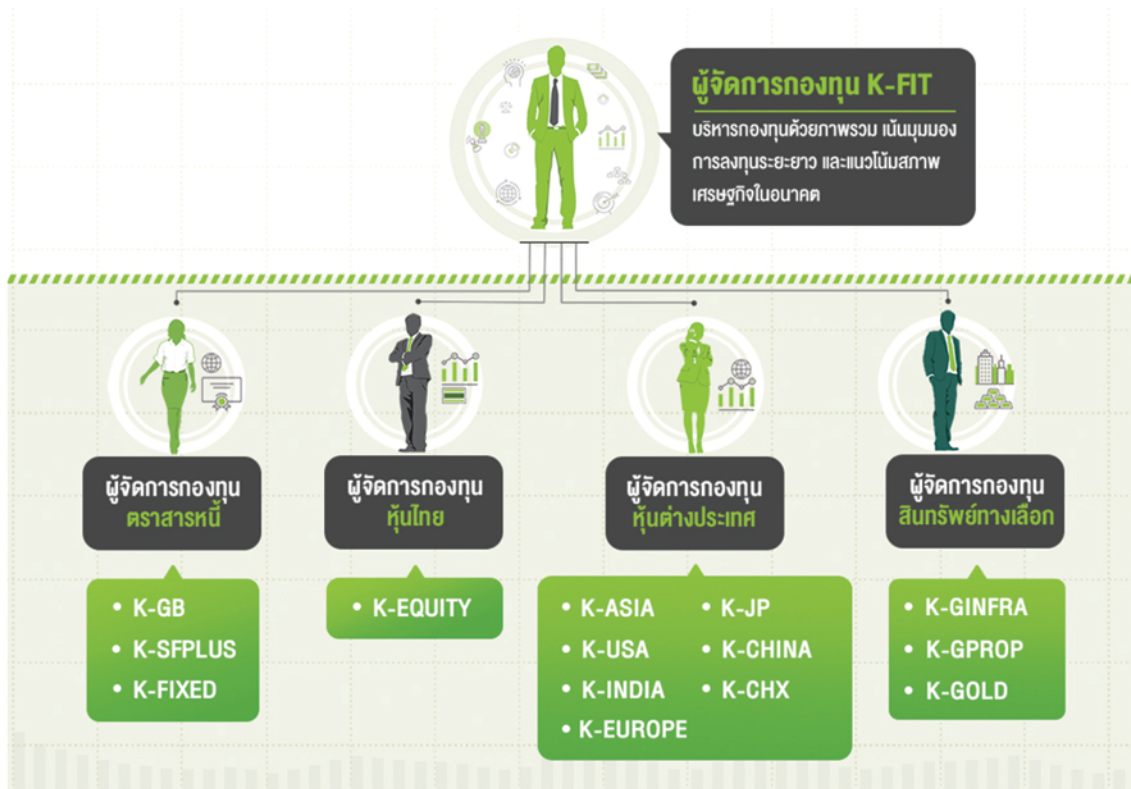 ผู้จัดการกองทุน K-FIT
บริหารกองทุนด้วยภาพรวม เน้นมุมมอง
การลงทุนระยะยาว และแนวโน้มสภาพ
เศรษฐกิจในอนาคต
ผู้จัดการกองทุน
ตราสารหนี้
• K-GB
• K-SFPLUS
• K-FIXED
ผู้จัดการกองทุน
หุ้นไทย
• K-EQUITY
ผู้จัดการกองทุน
หุ้นต่างประเทศ
• K-ASIA
• K-USA
• K-INDIA
• K-EUROPE
• K-JP
• K-CHINA
• K-CHX
ผู้จัดการกองทุน
สินทรัพย์ทางเลือก
• K-GINFRA
• K-GPROP
• K-GOLD